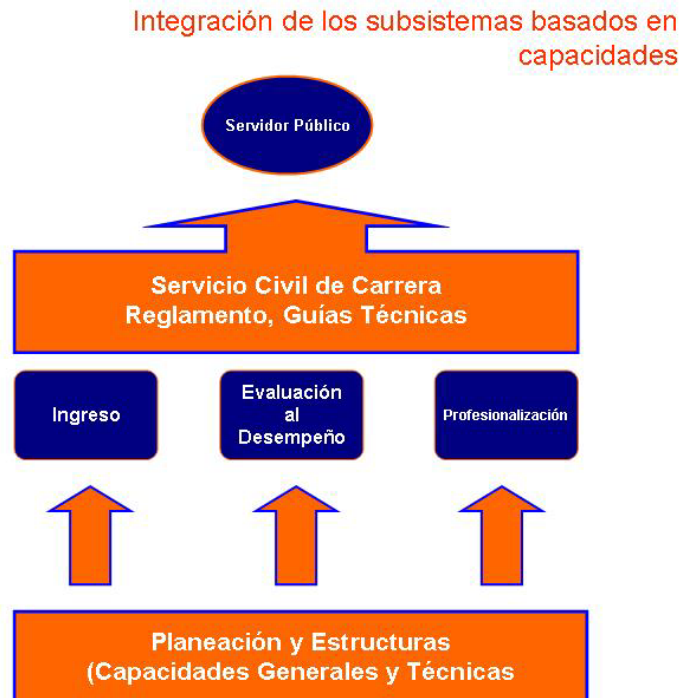 Integración de los subsistemas basados en
capacidades
Servidor Público
Servicio Civil de Carrera
Reglamento, Guías Técnicas
Ingreso
Evaluación
al
Desempeño
Profesionalización
Planeación y Estructuras
(Capacidades Generales y Técnicas